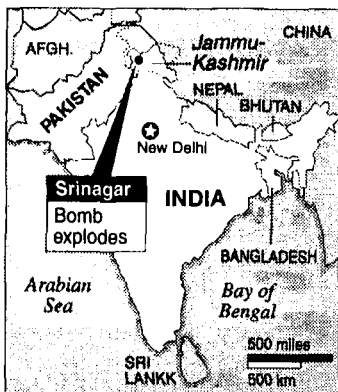 CHINA
AFGH.
Jammu-
Kashmir
PAKISTAN
NEPAL
BHUTAN
New Delhi
Srinagar
Bomb
explodes
INDIA
BANGLADESH
Arabian
Sea
Bay of
Bengal
500 miles
500 km
SRI
LANKK